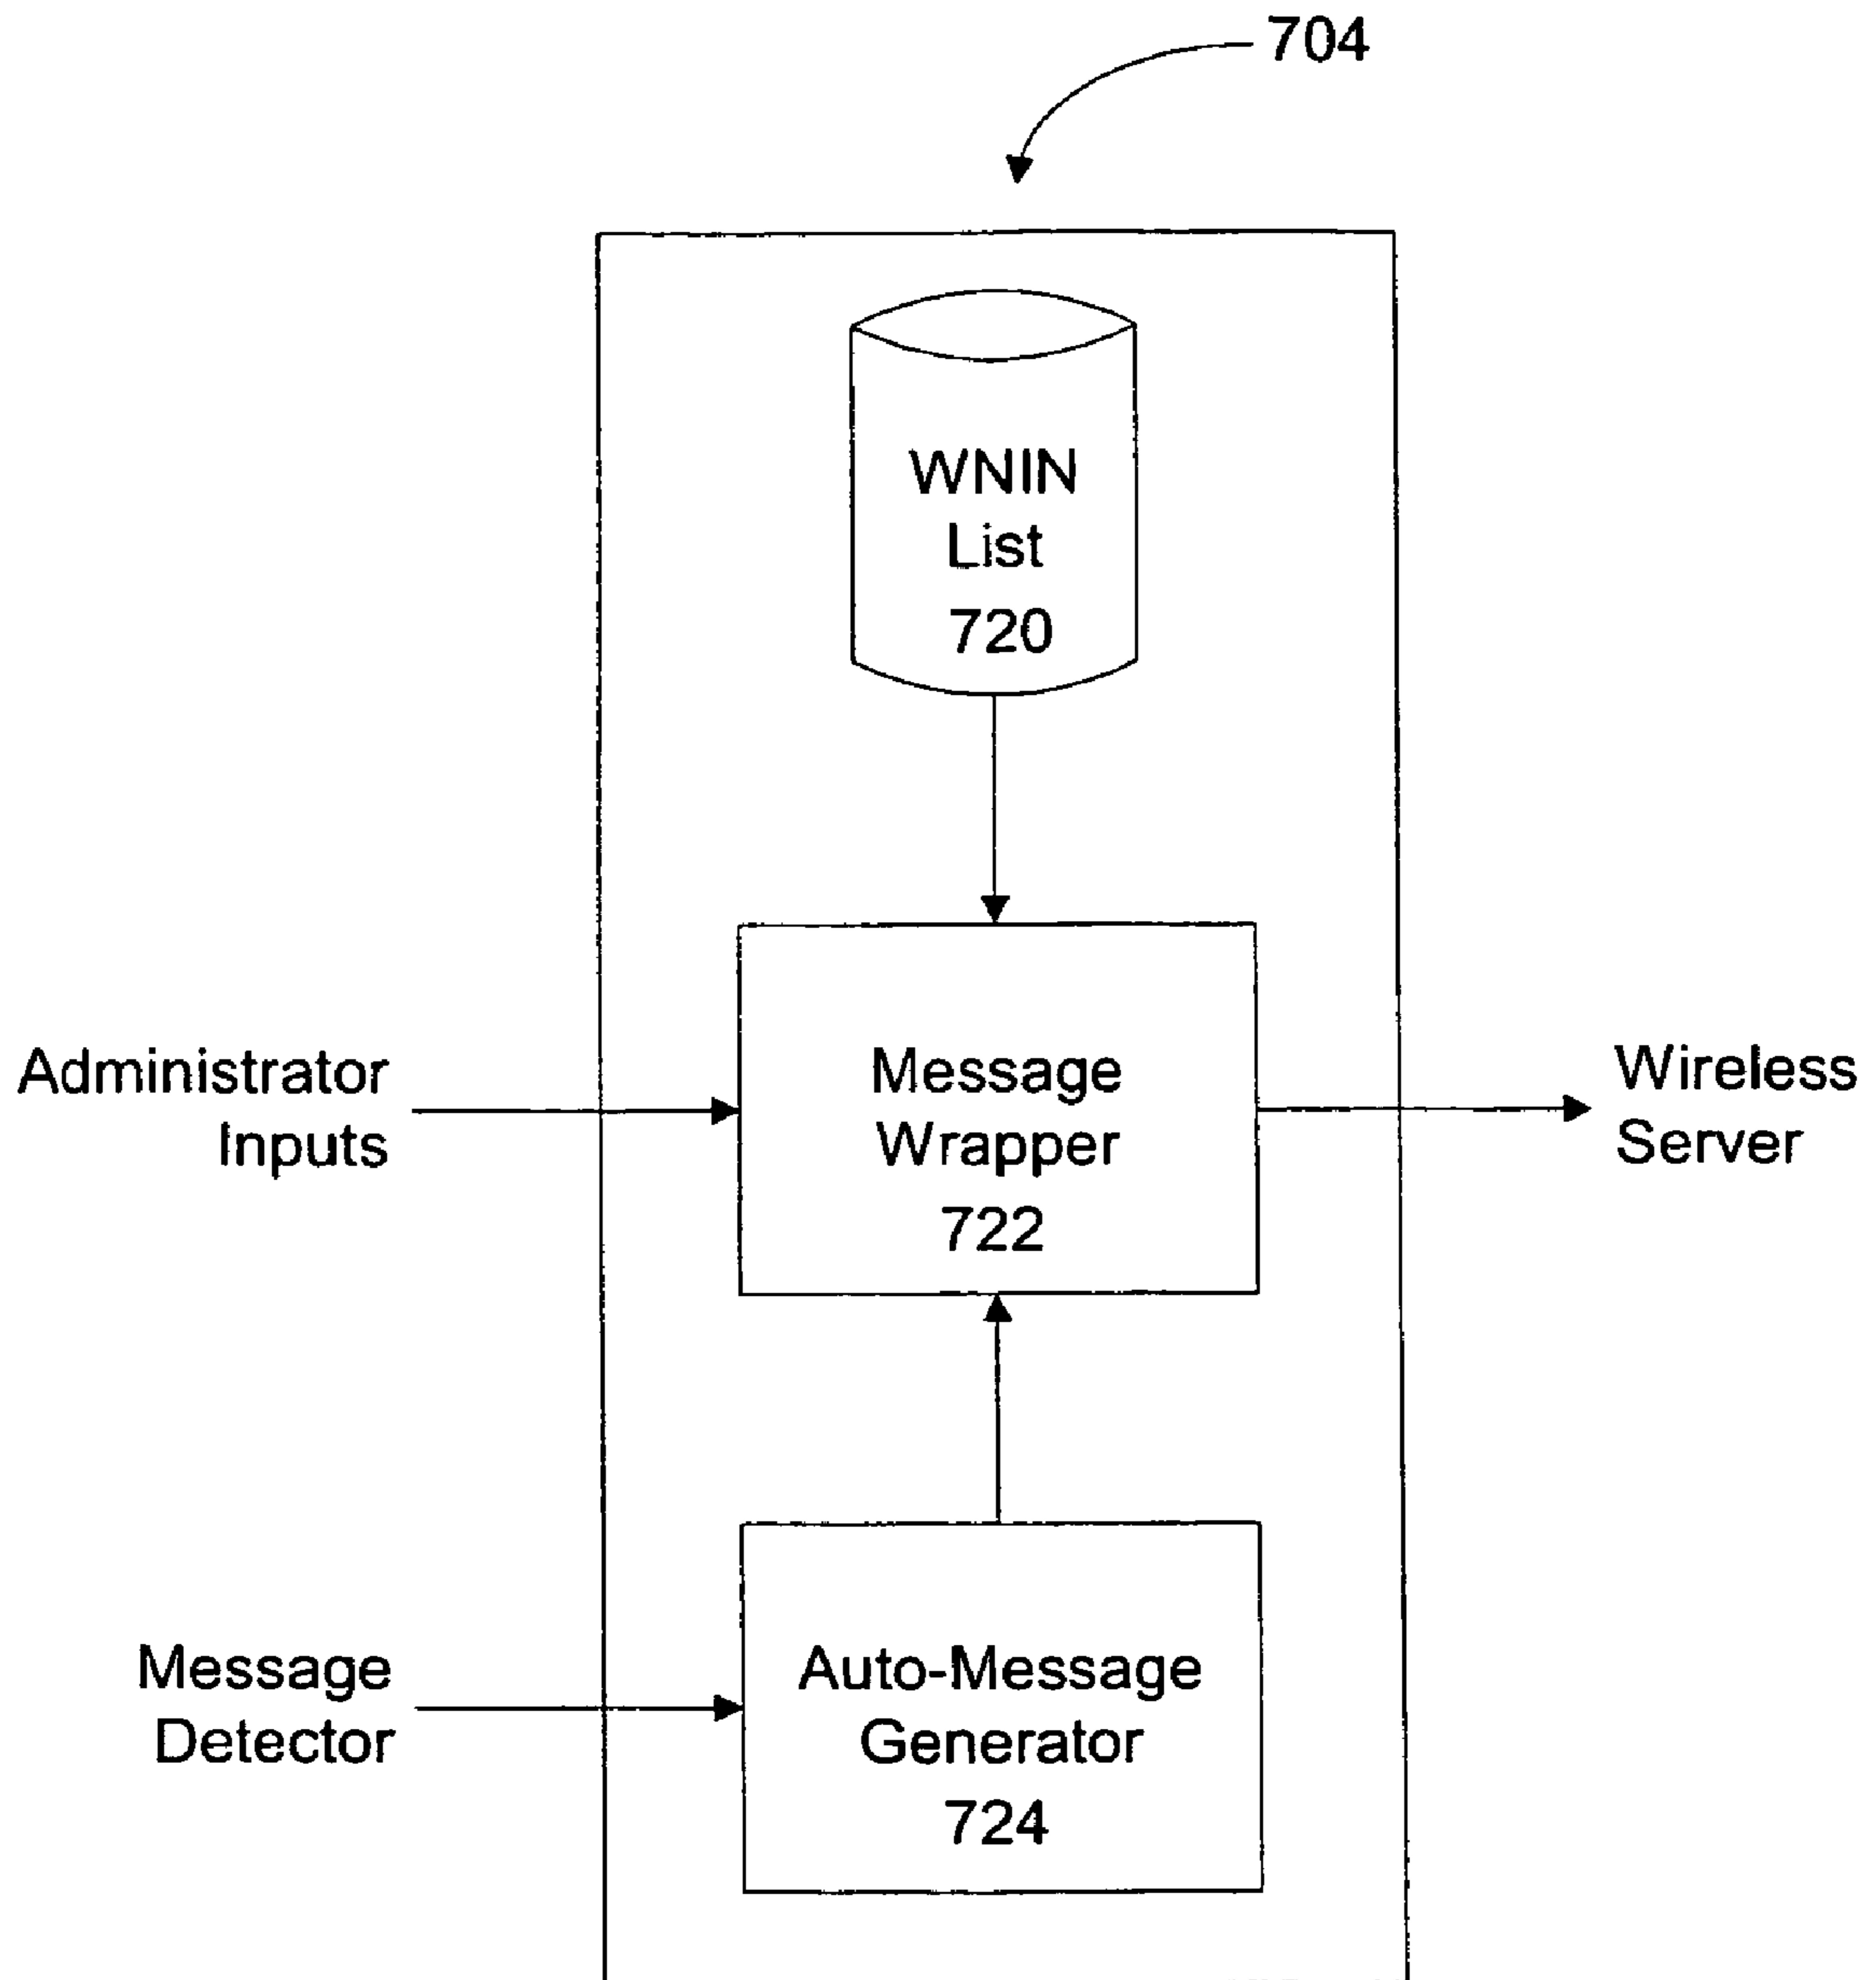 704
WNIN
List
720
Administrator
Inputs
Message
Wrapper
722
Wireless
Server
Message
Detector
Auto-Message
Generator
724